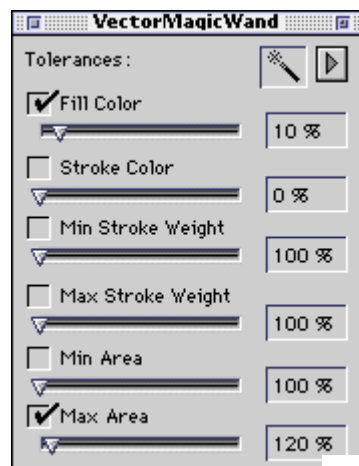 VectorMagicWand
Tolerances:
Fill Color
10 %
Stroke Color
0 %
Min Stroke Weight
100 %
Max Stroke Weight
100 %
Min Area
100 %
Max Area
120 %